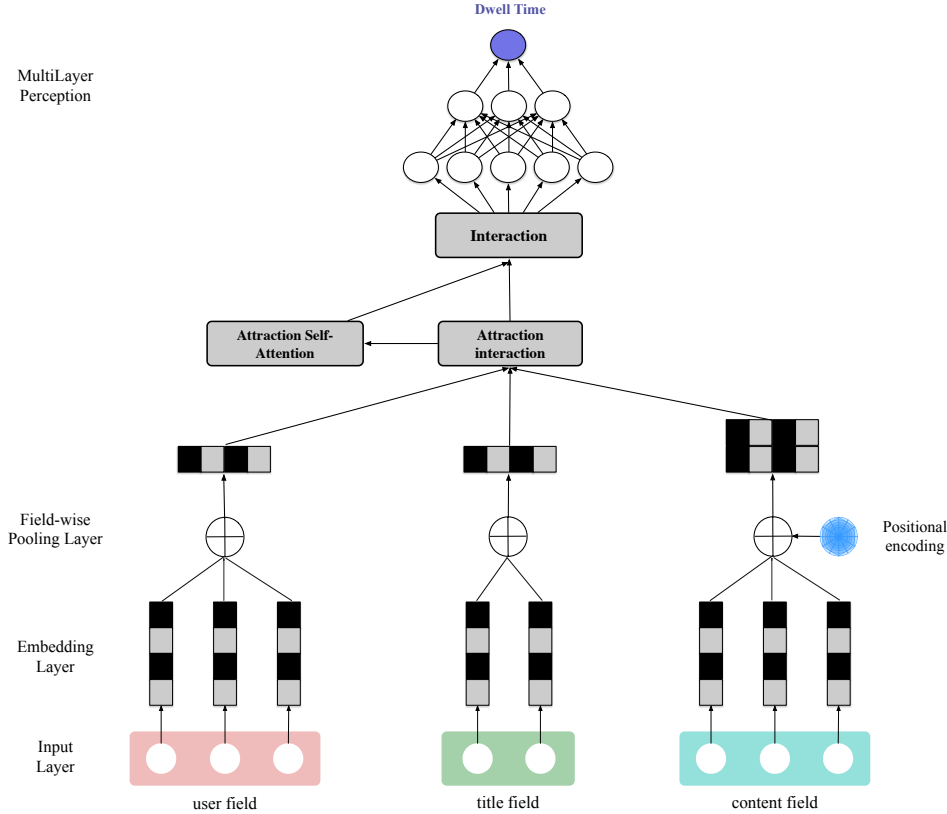 Dwell Time
MultiLayer
Perception
Interaction
Attraction Self-
Attention
Attraction
interaction
Field-wise
Pooling Layer
Positional
encoding
Embedding
Layer
Input
Layer
user field
title field
content field